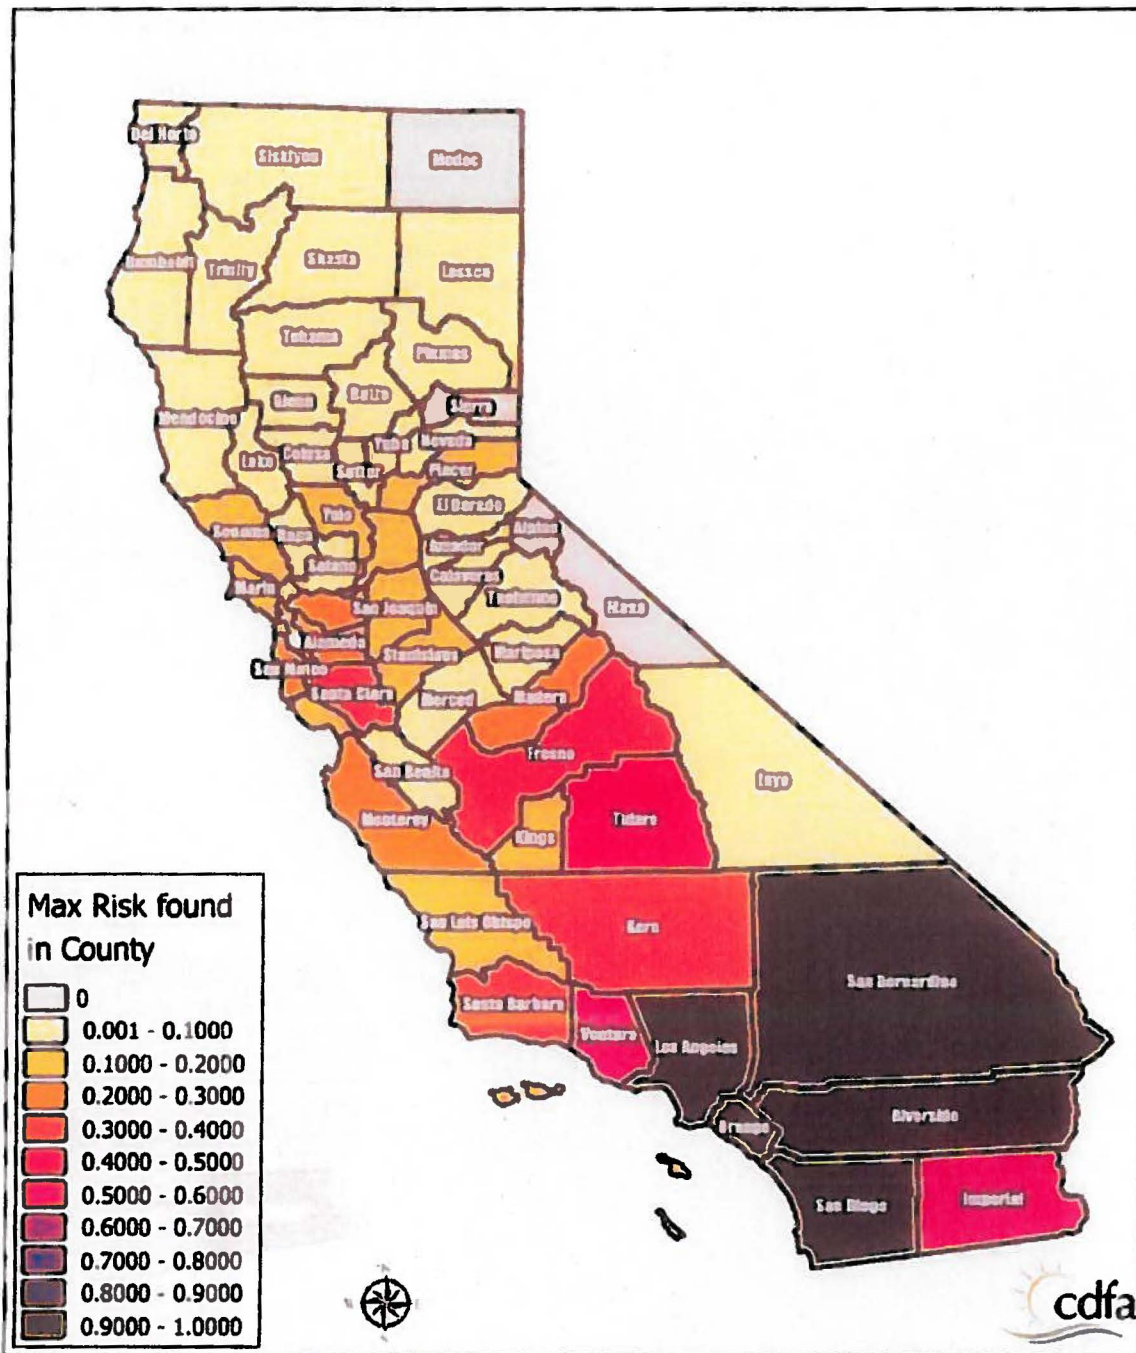 Del Norte
Siskiyou
Modoc
Humboldt
Trinity
Shasta
Lassen
Tehama
Plumas
Glenn
Butte
Sierra
Mendocino
Nevada
Yuba
Colusa
Lake
Sutter
Placer
El Dorado
Yolo
Sonoma
Napa
Alpine
Amador
Solano
Calaveras
Marin
Tuolumne
San Joaquin
Mono
Alameda
Stanislaus
Mariposa
San Mateo
Santa Clara
Merced
Madera
Fresno
San Benito
Inyo
Monterey
Tulare
Kings
San Luis Obispo
Kern
San Bernardino
Santa Barbara
Ventura
Los Angeles
Orange
Riverside
San Diego
Imperial
Max Risk found
in County
0
0.001 - 0.1000
0.1000 - 0.2000
0.2000 - 0.3000
0.3000 - 0.4000
0.4000 - 0.5000
0.5000 - 0.6000
0.6000 - 0.7000
0.7000 - 0.8000
0.8000 - 0.9000
0.9000 - 1.0000
E
cdfa